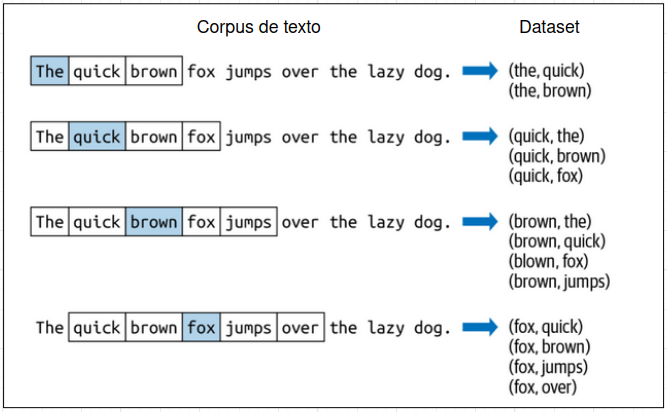 Corpus de texto Dataset
The quick brown fox jumps over the lazy dog. (the, quick)
(the, brown)
The quick brown fox jumps over the lazy dog. (quick, the)
(quick, brown)
(quick, fox)
The quick brown fox jumps over the lazy dog. (brown, the)
(brown, quick)
(blown, fox)
(brown, jumps)
The quick brown fox jumps over the lazy dog. (fox, quick)
(fox, brown)
(fox, jumps)
(fox, over)